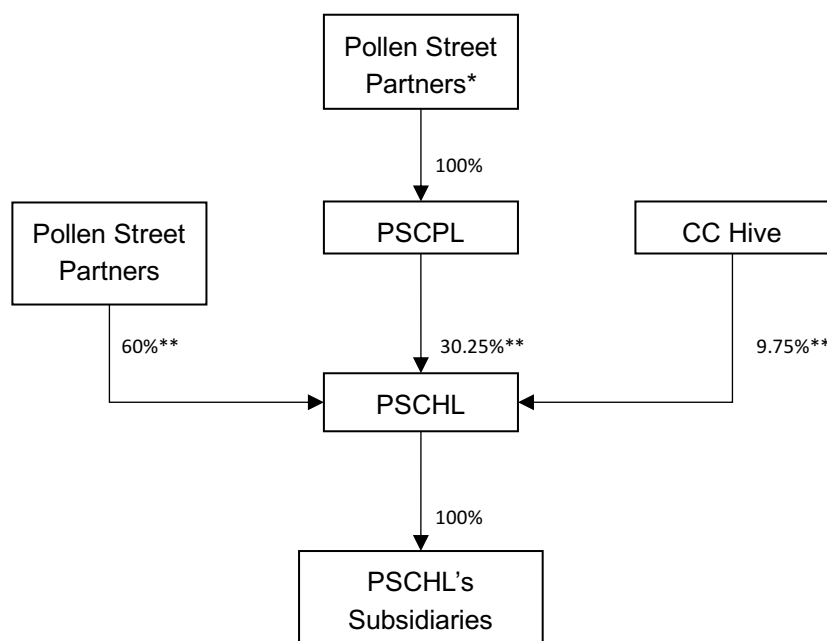 Pollen Street
Partners*
100%
Pollen Street
Partners
PSCPL
CC Hive
60%**
30.25%**
9.75%**
PSCHL
100%
PSCHL’s
Subsidiaries